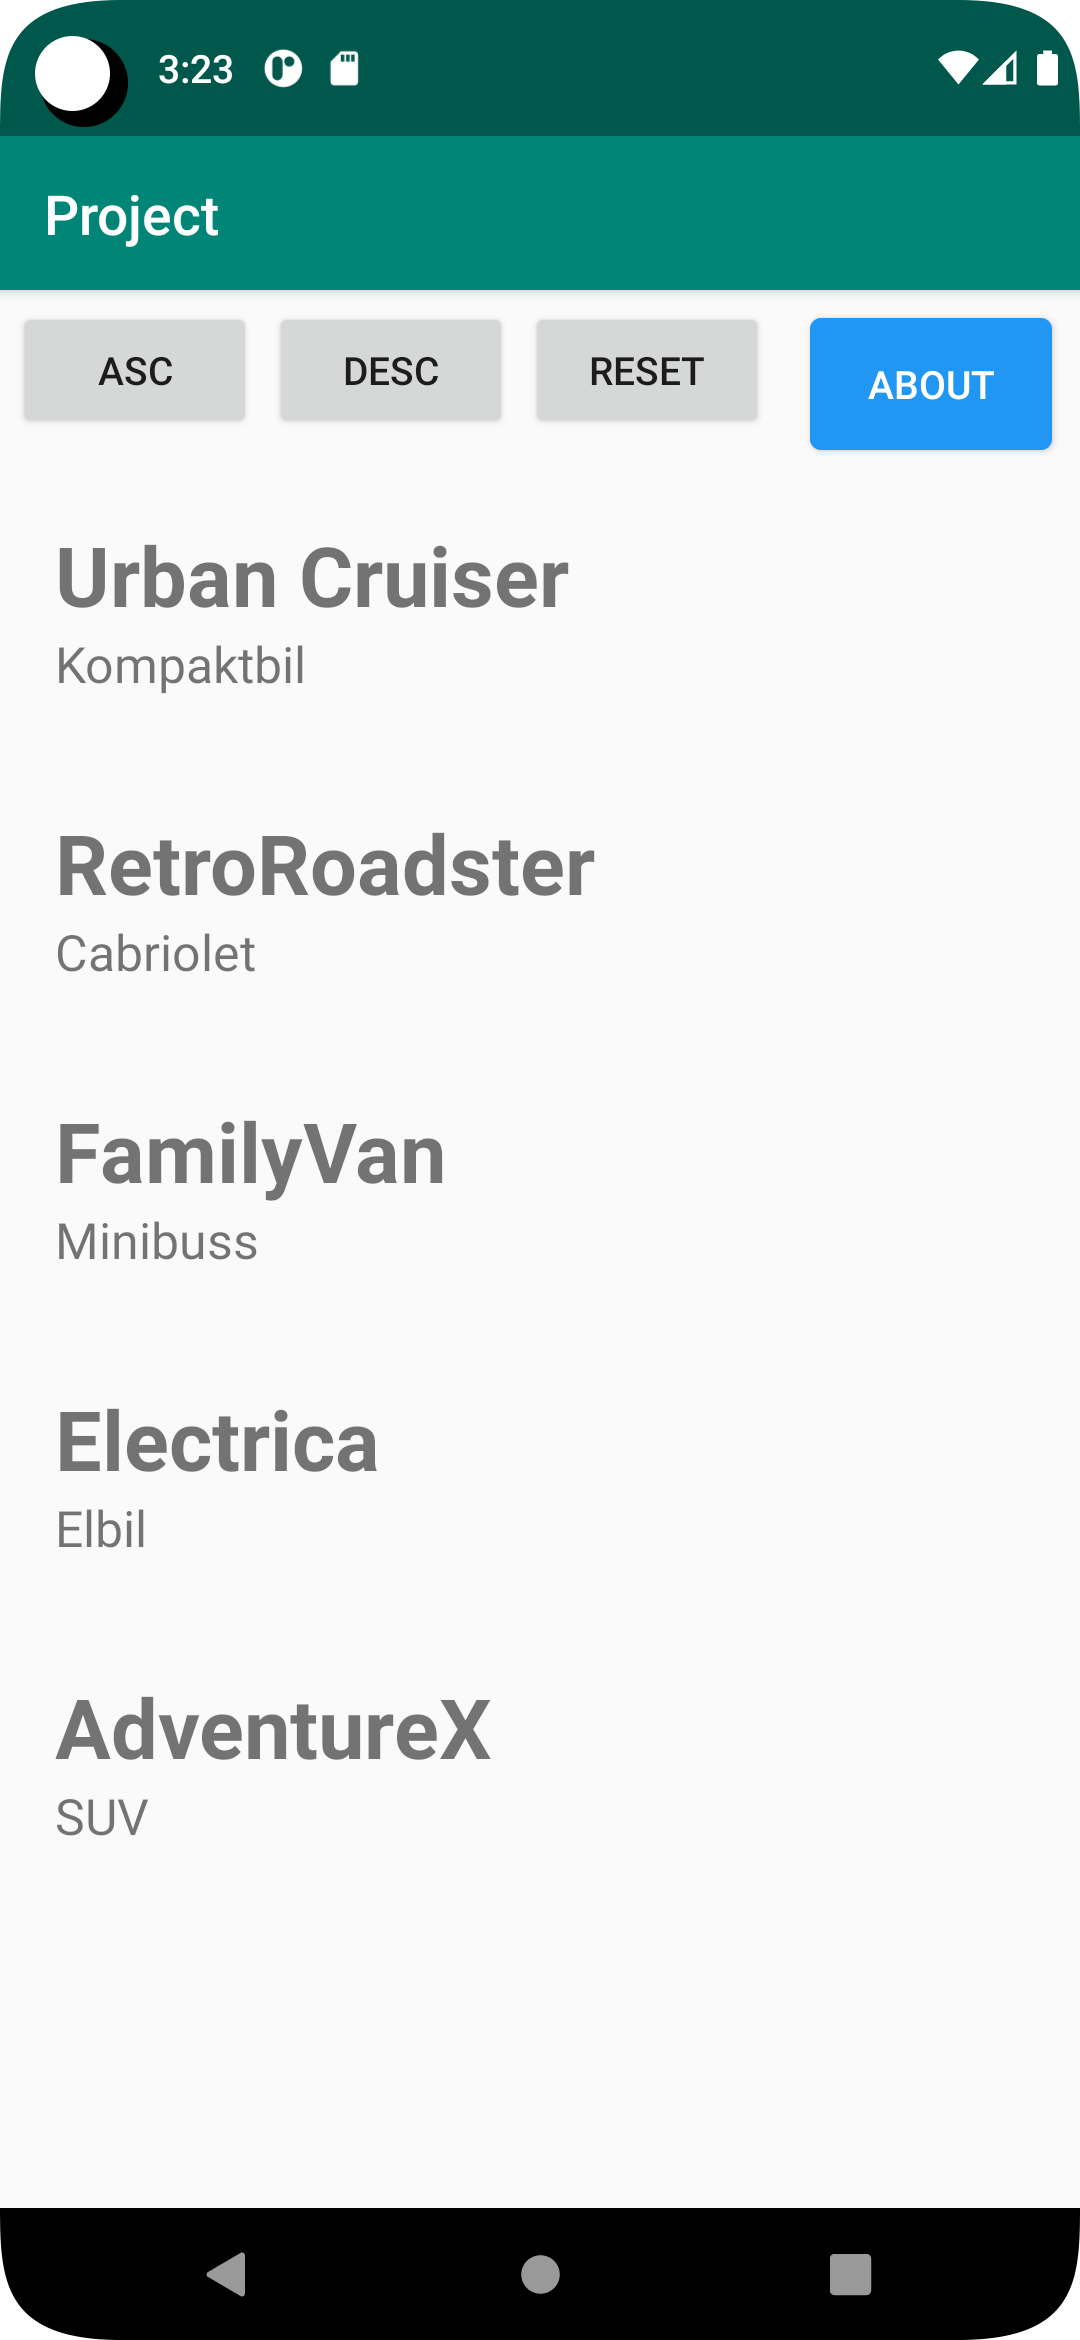 3:23
Project
ASC DESC RESET ABOUT
Urban Cruiser
Kompaktbil
RetroRoadster
Cabriolet
FamilyVan
Minibuss
Electrica
Elbil
AdventureX
SUV